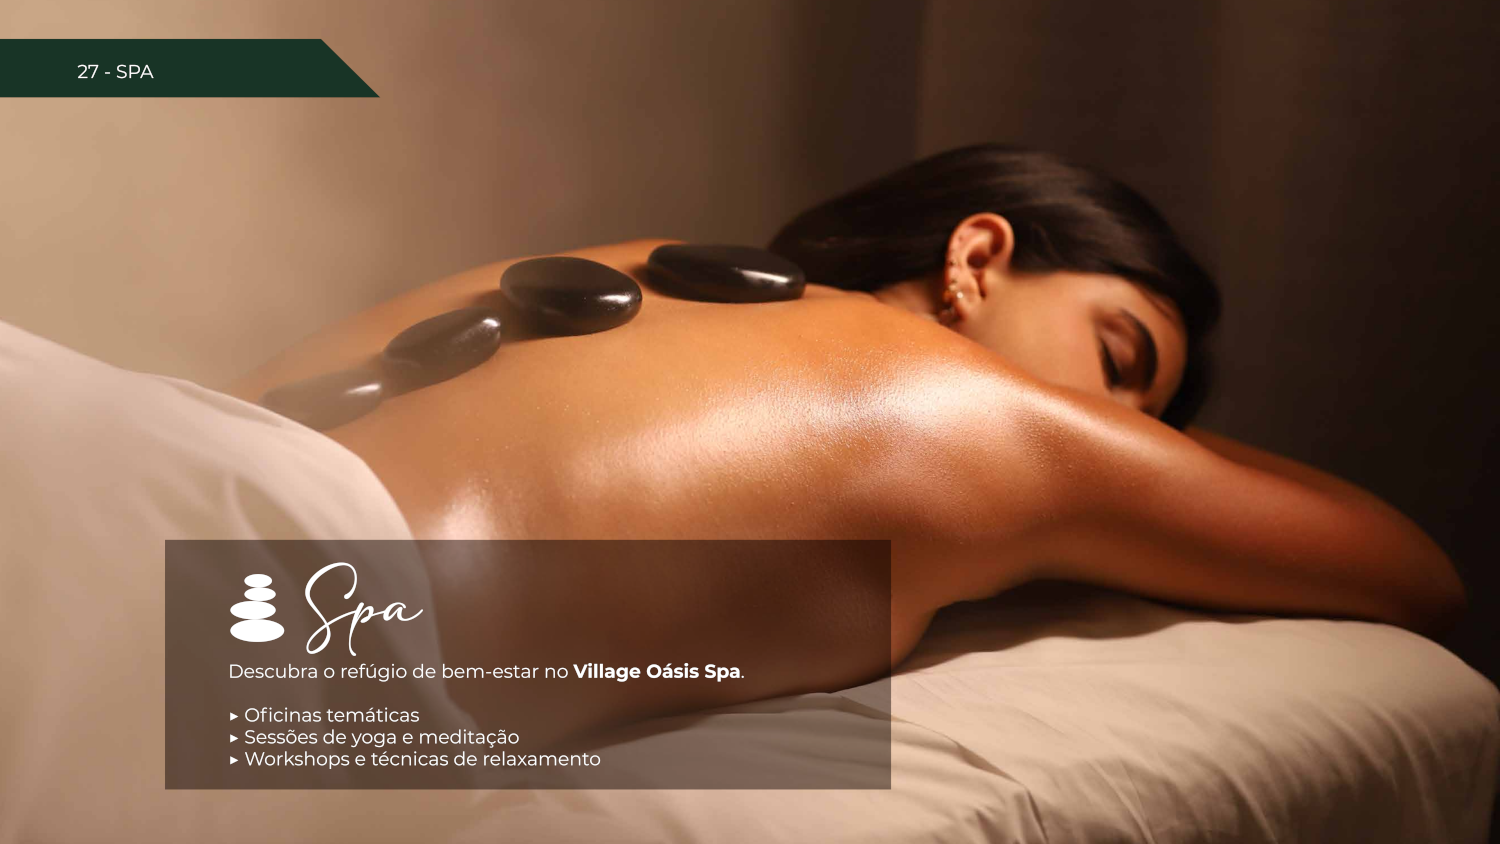 27 - SPA
Spa
Descubra o refúgio de bem-estar no Village Oásis Spa.
▸ Oficinas temáticas
▸ Sessões de yoga e meditação
▸ Workshops e técnicas de relaxamento